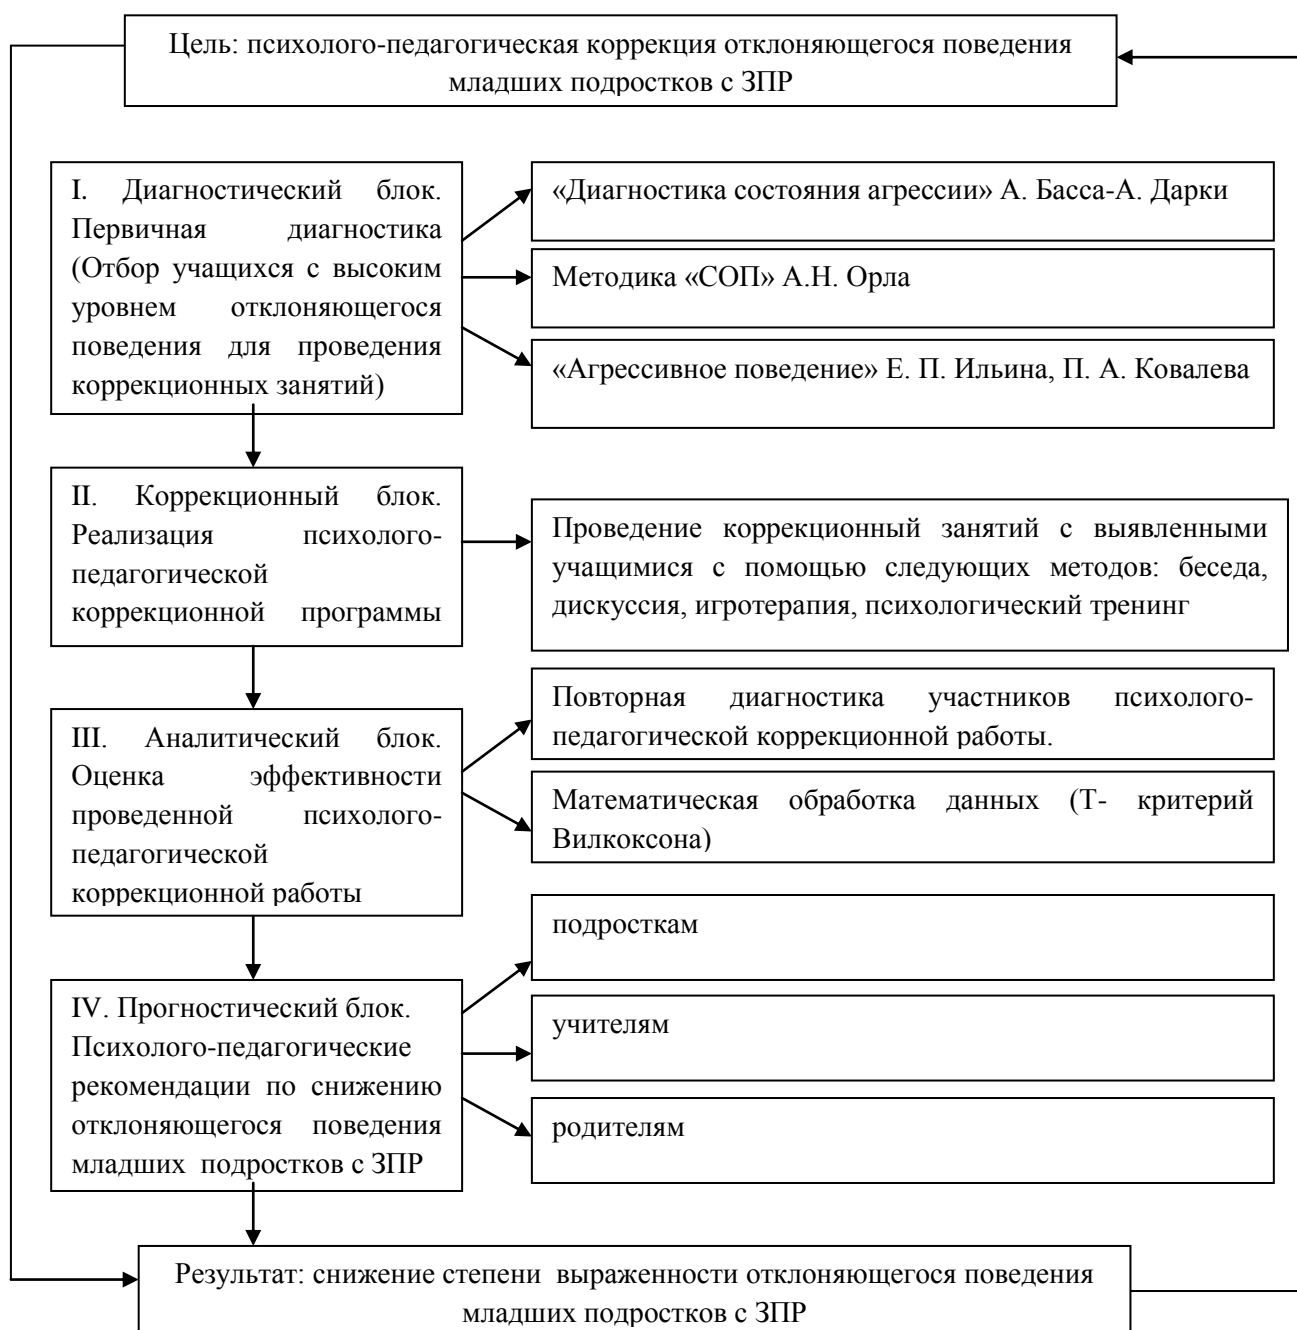 Цель: психолого-педагогическая коррекция отклоняющегося поведения
младших подростков с ЗПР
I. Диагностический блок.
Первичная диагностика
(Отбор учащихся с высоким
уровнем отклоняющегося
поведения для проведения
коррекционных занятий)
«Диагностика состояния агрессии» А. Басса-А. Дарки
Методика «СОП» А.Н. Орла
«Агрессивное поведение» Е. П. Ильина, П. А. Ковалева
II. Коррекционный блок.
Реализация психолого-
педагогической
коррекционной программы
Проведение коррекционный занятий с выявленными
учащимися с помощью следующих методов: беседа,
дискуссия, игротерапия, психологический тренинг
III. Аналитический блок.
Оценка эффективности
проведенной психолого-
педагогической
коррекционной работы
Повторная диагностика участников психолого-
педагогической коррекционной работы.
Математическая обработка данных (Т- критерий
Вилкоксона)
IV. Прогностический блок.
Психолого-педагогические
рекомендации по снижению
отклоняющегося поведения
младших подростков с ЗПР
подросткам
учителям
родителям
Результат: снижение степени выраженности отклоняющегося поведения
младших подростков с ЗПР